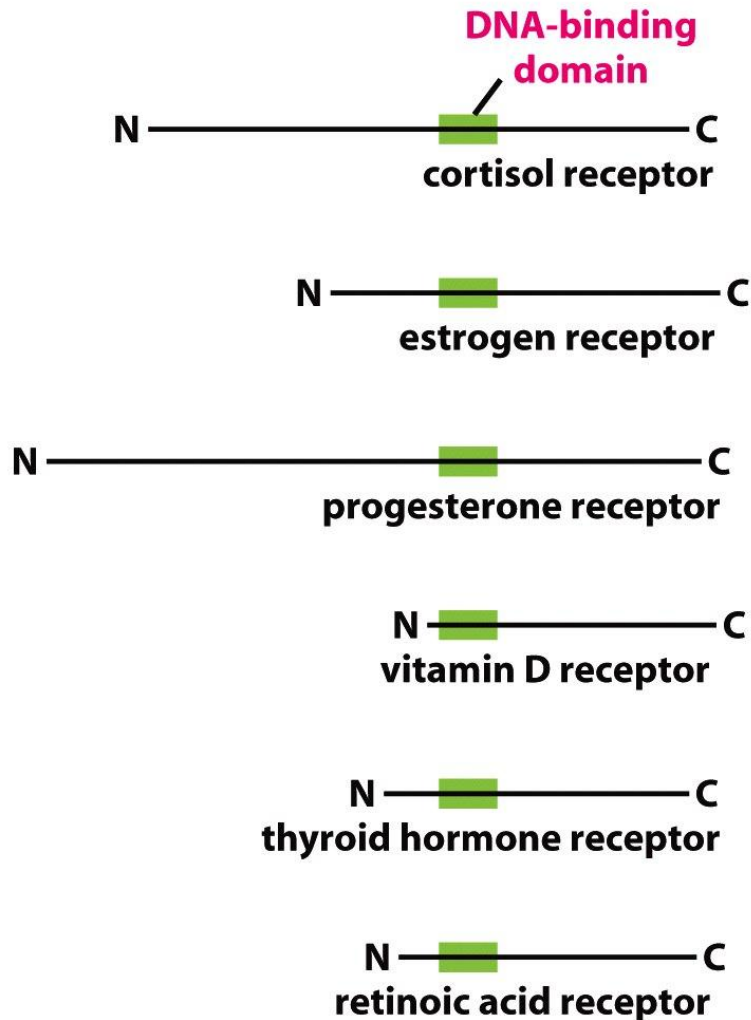 DNA-binding
domain
N C
cortisol receptor
N C
estrogen receptor
N C
progesterone receptor
N C
vitamin D receptor
N C
thyroid hormone receptor
N C
retinoic acid receptor